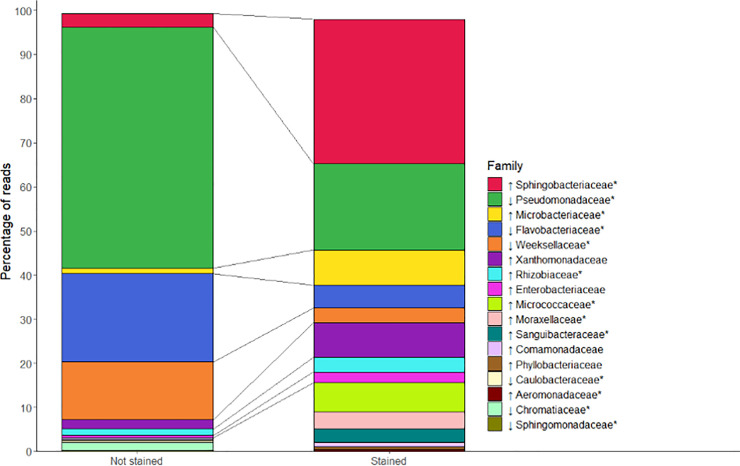 Percentage of reads
100
90
80
70
60
50
40
30
20
10
0
Not stained
Stained
Family
↑ Sphingobacteriaceae*
↓ Pseudomonadaceae*
↑ Microbacteriaceae*
↓ Flavobacteriaceae*
↓ Weeksellaceae*
↑ Xanthomonadaceae
↑ Rhizobiaceae*
↑ Enterobacteriaceae
↑ Micrococcaceae*
↑ Moraxellaceae*
↑ Sanguibacteraceae*
↑ Comamonadaceae
↑ Phyllobacteriaceae
↓ Caulobacteraceae*
↑ Aeromonadaceae*
↓ Chromatiaceae*
↓ Sphingomonadaceae*